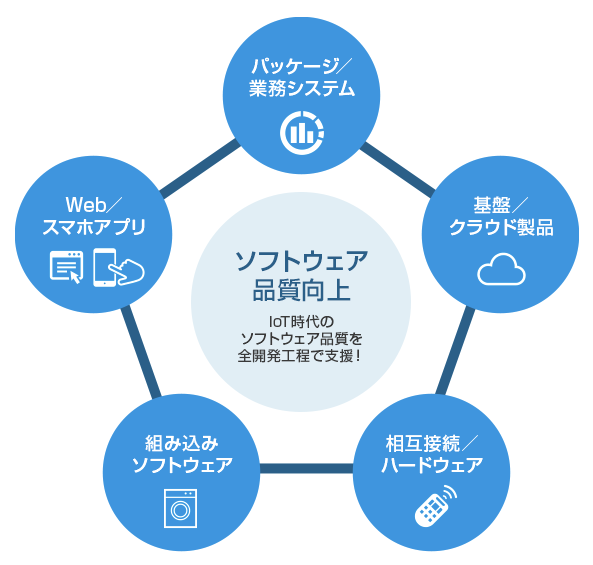 パッケージ／
業務システム
Web／
スマホアプリ
基盤／
クラウド製品
ソフトウェア
品質向上
IoT時代の
ソフトウェア品質を
全開発工程で支援！
組み込み
ソフトウェア
相互接続／
ハードウェア